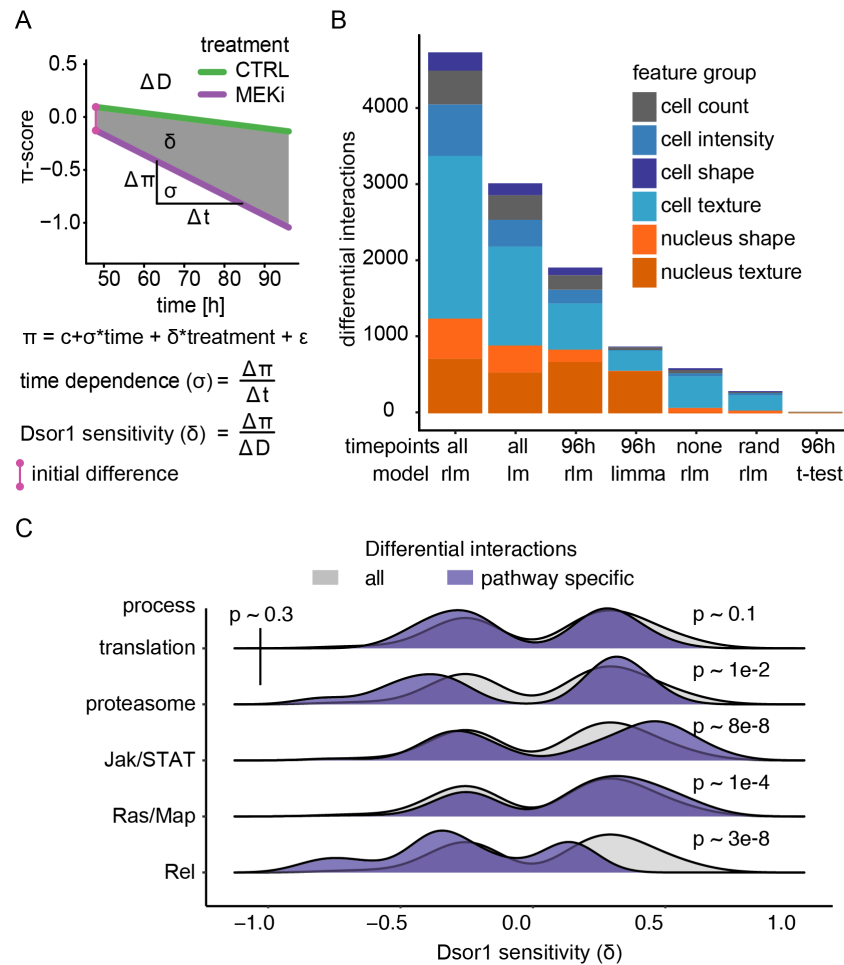 A
treatment
CTRL
MEKi
0.5
0.0
−0.5
−1.0
π-score
ΔD
δ
Δπ
σ
Δt
50 60 70 80 90
time [h]
π = c+σ*time + δ*treatment + ε
time dependence (σ) = Δπ
Δt
Dsor1 sensitivity (δ) = Δπ
ΔD
initial difference
B
differential interactions
4000
3000
2000
1000
0
feature group
cell count
cell intensity
cell shape
cell texture
nucleus shape
nucleus texture
timepoints all all 96h 96h none rand 96h
model rlm lm rlm limma rlm rlm t-test
C
Differential interactions
all pathway specific
process
p ~ 0.3
p ~ 0.1
translation
p ~ 1e-2
proteasome
p ~ 8e-8
Jak/STAT
p ~ 1e-4
Ras/Map
p ~ 3e-8
Rel
−1.0 −0.5 0.0 0.5 1.0
Dsor1 sensitivity (δ)